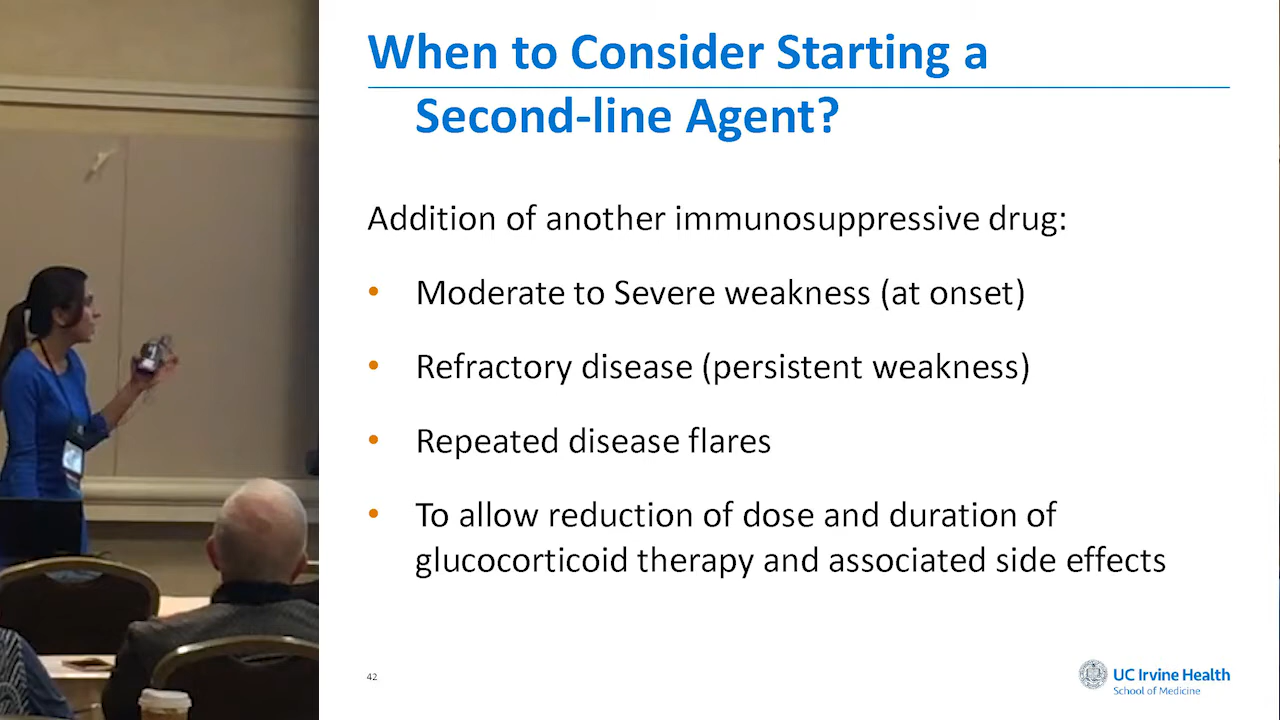 When to Consider Starting a
Second-line Agent?
Addition of another immunosuppressive drug:
• Moderate to Severe weakness (at onset)
• Refractory disease (persistent weakness)
• Repeated disease flares
• To allow reduction of dose and duration of
glucocorticoid therapy and associated side effects
42
UC Irvine Health
School of Medicine